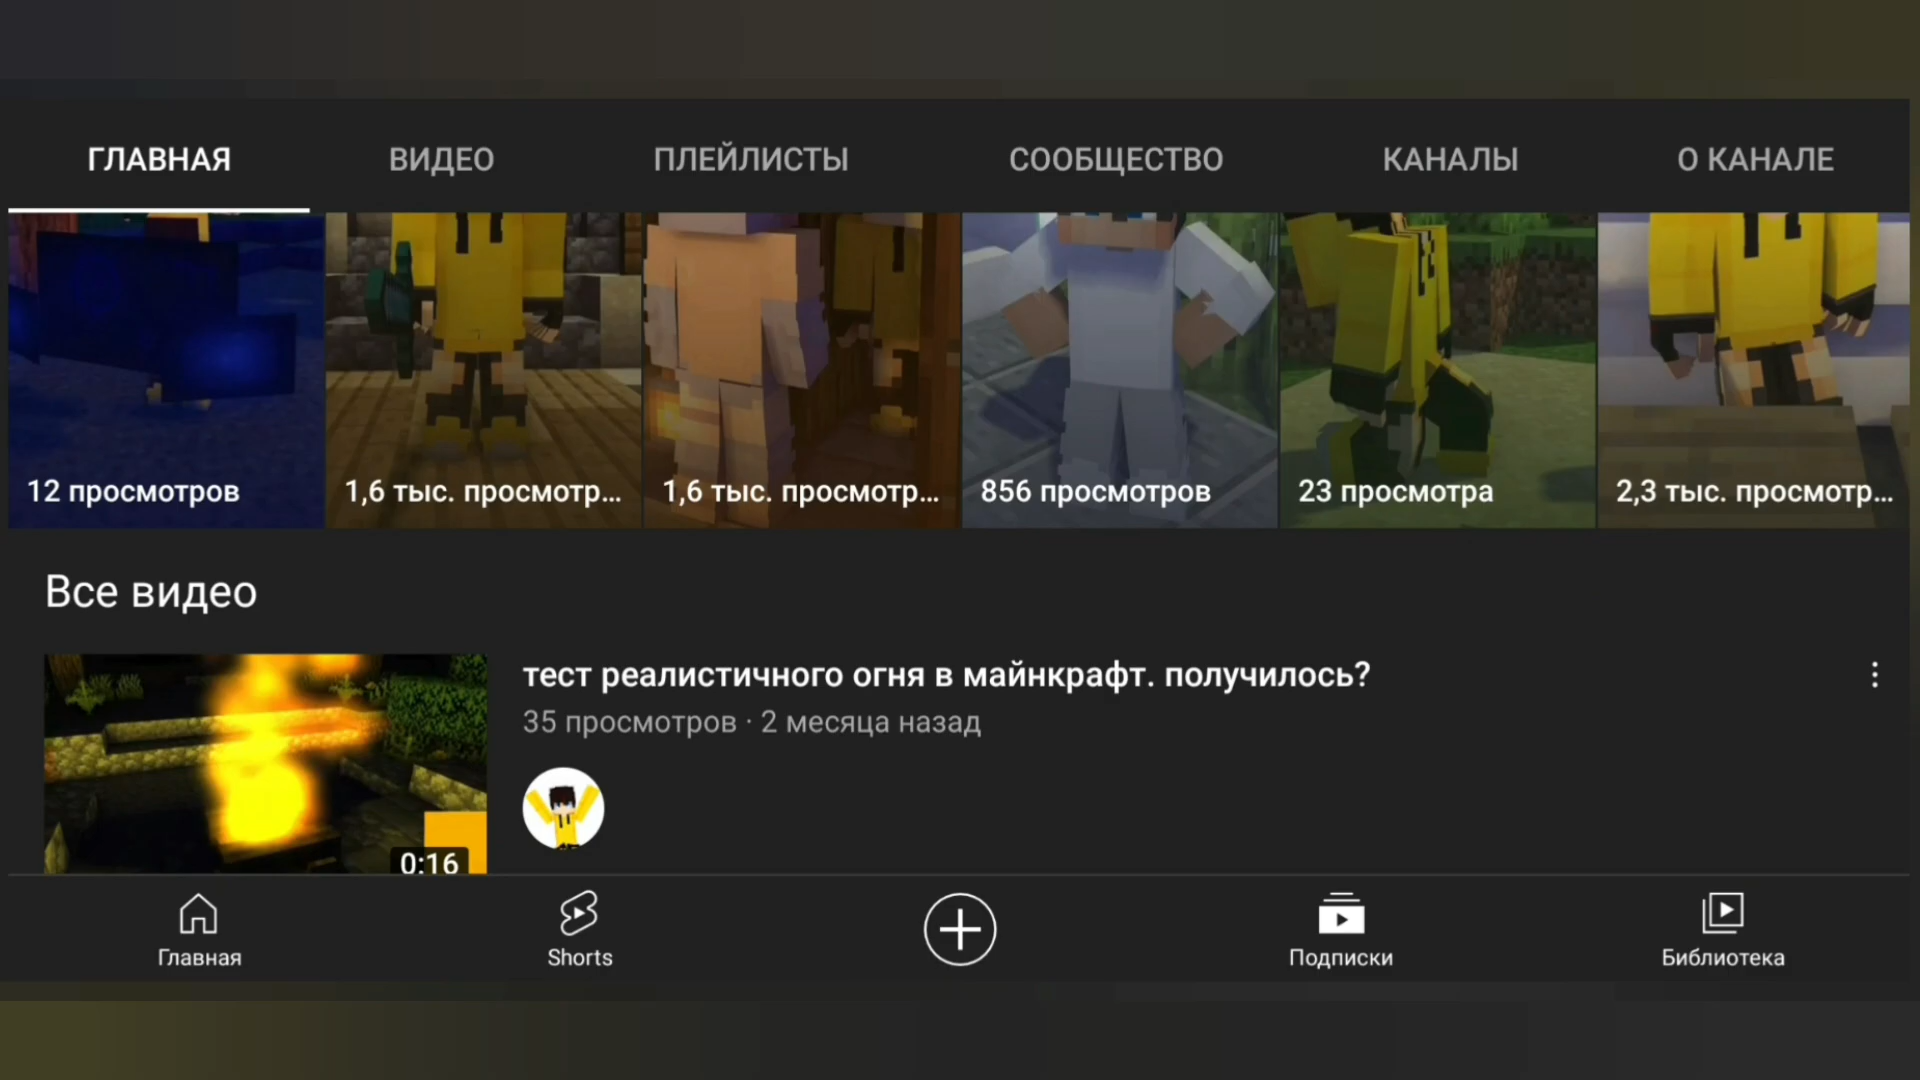 ГЛАВНАЯ ВИДЕО ПЛЕЙЛИСТЫ СООБЩЕСТВО КАНАЛЫ О КАНАЛЕ
12 просмотров 1,6 тыс. просмотр... 1,6 тыс. просмотр... 856 просмотров 23 просмотра 2,3 тыс. просмотр...
Все видео
тест реалистичного огня в майнкрафт. получилось?
35 просмотров · 2 месяца назад
0:16
Главная Shorts Подписки Библиотека